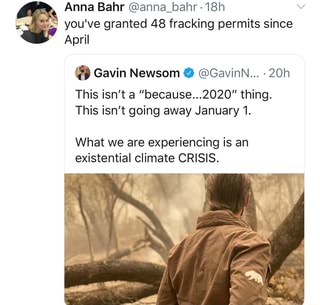 Anna Bahr @anna_bahr · 18h
you've granted 48 fracking permits since
April
Gavin Newsom @GavinN... · 20h
This isn't a "because...2020" thing.
This isn't going away January 1.
What we are experiencing is an
existential climate CRISIS.